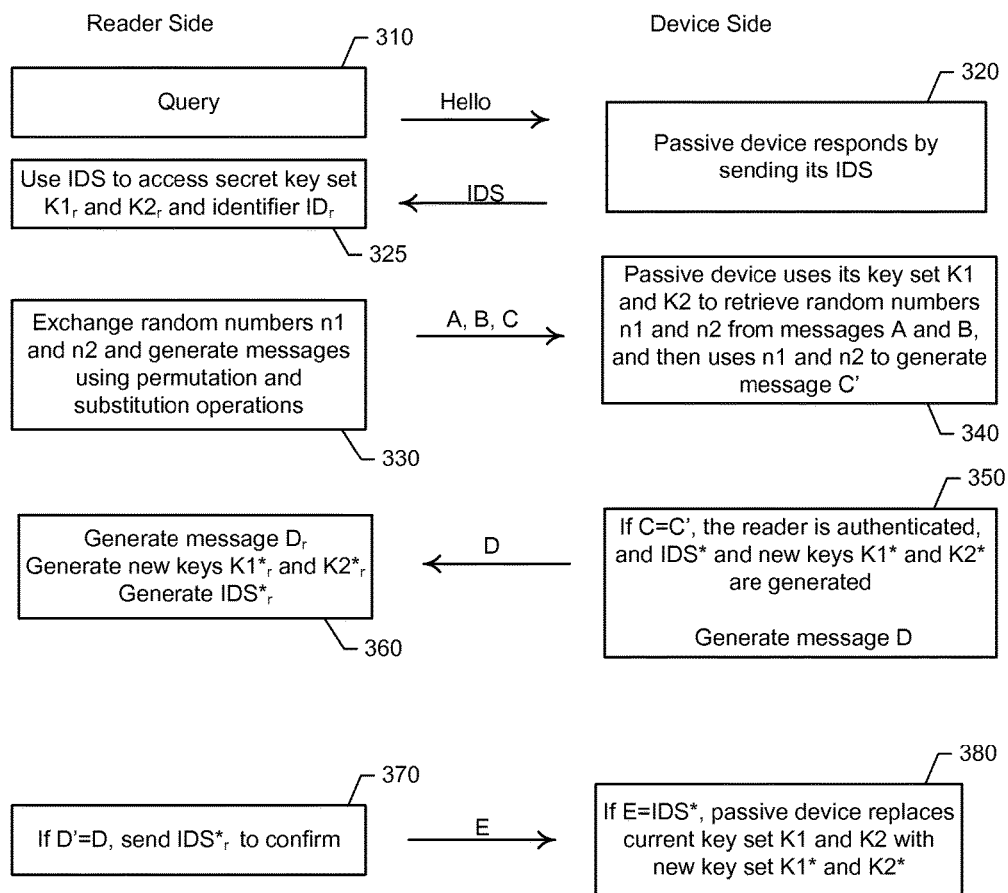 Reader Side
Device Side
310
Query
Hello
320
Passive device responds by
sending its IDS
Use IDS to access secret key set
K1r and K2r and identifier IDr
IDS
325
Exchange random numbers n1
and n2 and generate messages
using permutation and
substitution operations
330
A, B, C
Passive device uses its key set K1
and K2 to retrieve random numbers
n1 and n2 from messages A and B,
and then uses n1 and n2 to generate
message C’
340
350
Generate message Dr
Generate new keys K1*r and K2*r
Generate IDS*r
360
D
If C=C’, the reader is authenticated,
and IDS* and new keys K1* and K2*
are generated
Generate message D
370
If D’=D, send IDS*r to confirm
E
380
If E=IDS*, passive device replaces
current key set K1 and K2 with
new key set K1* and K2*